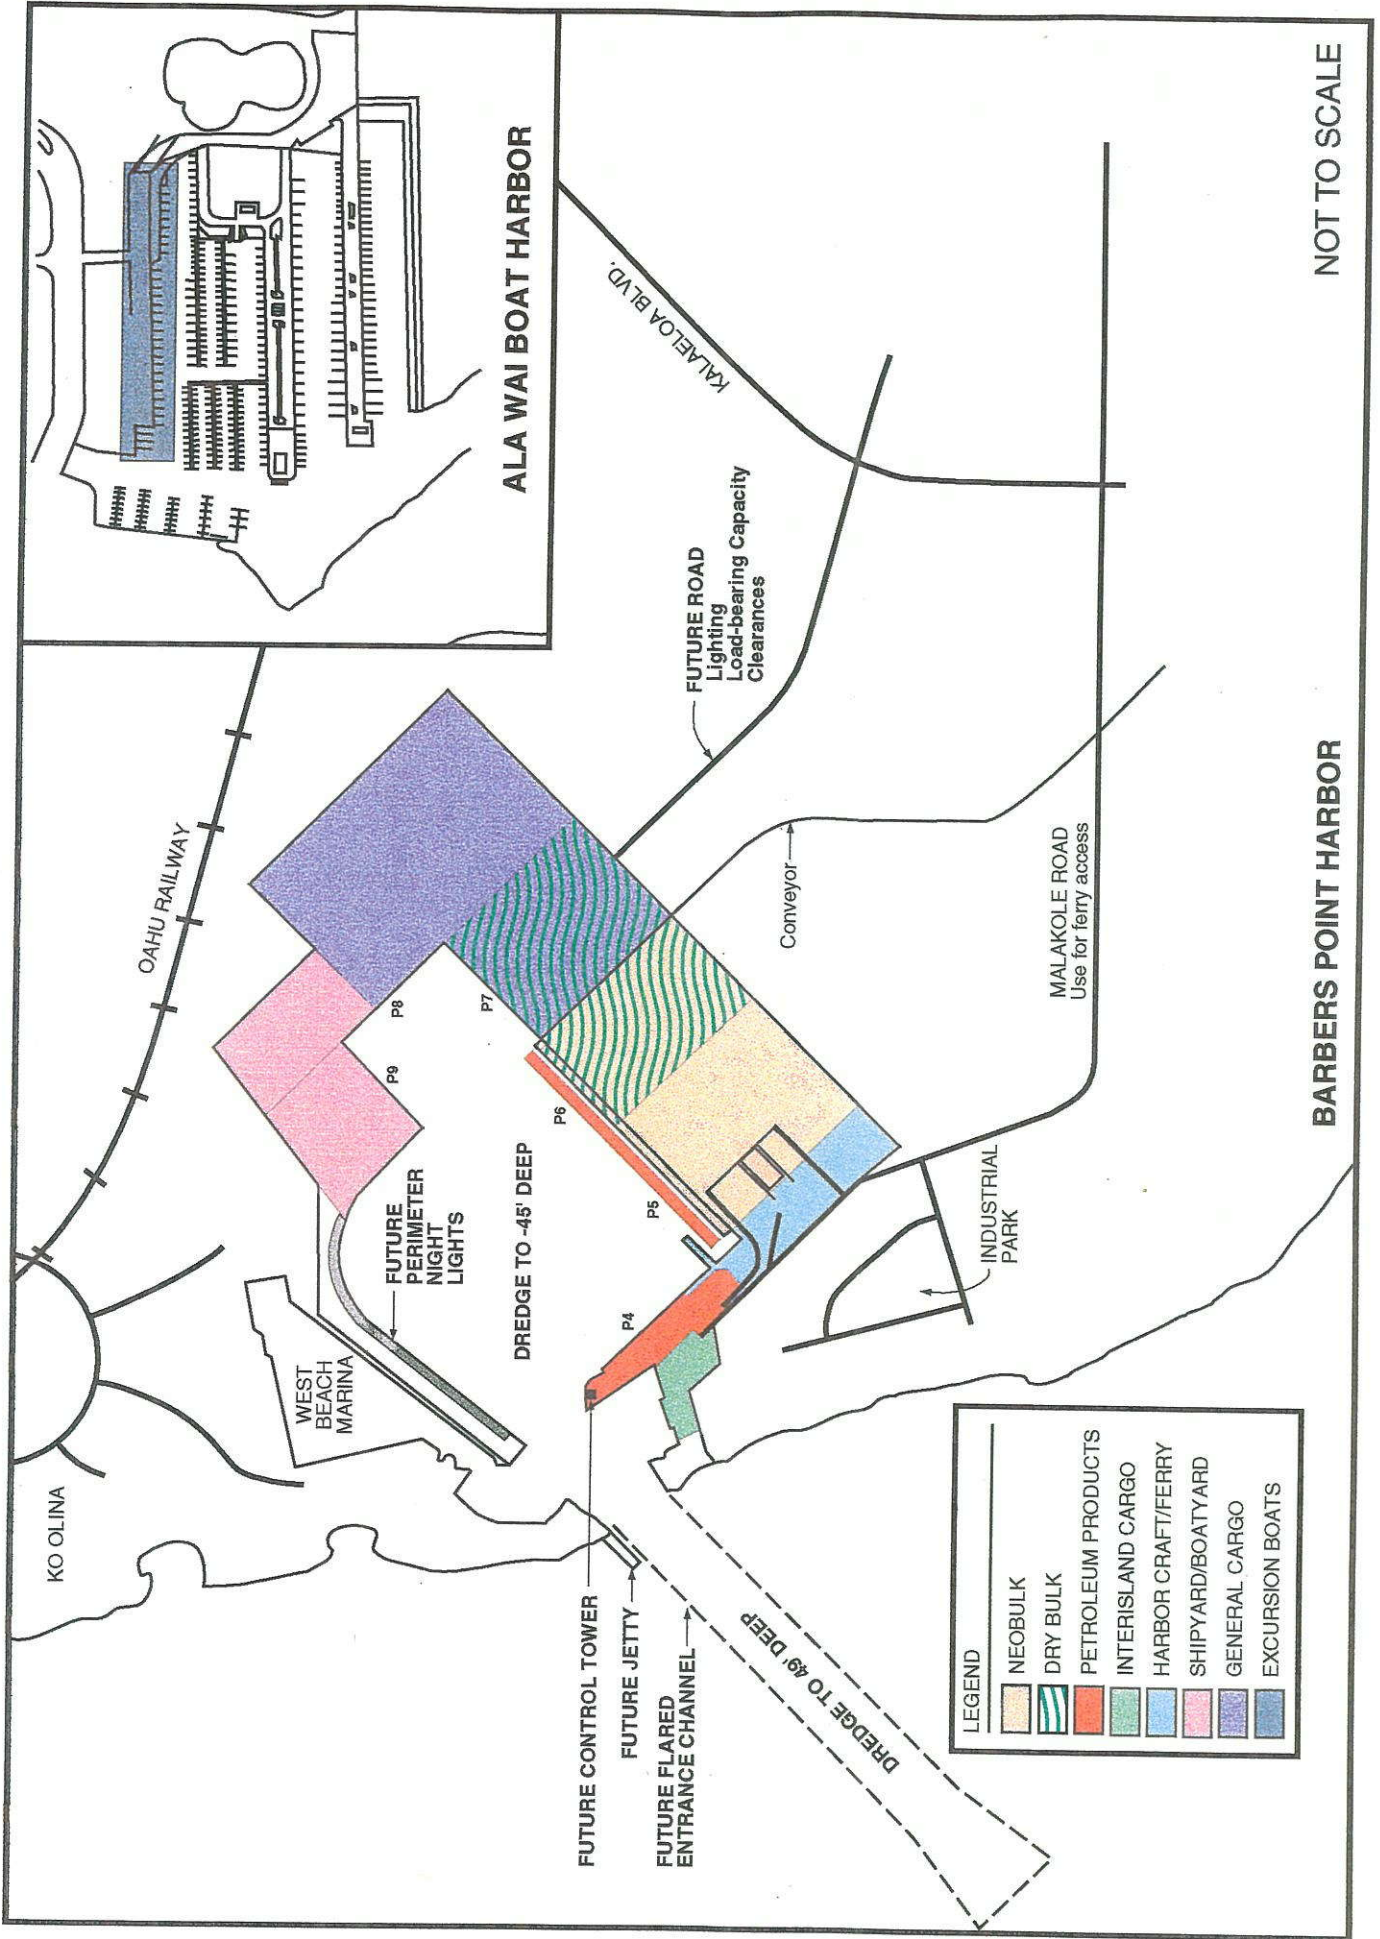 ALA WAI BOAT HARBOR
NOT TO SCALE
KALAELOA BLVD.
OAHU RAILWAY
FUTURE ROAD
Lighting
Load-bearing Capacity
Clearances
Conveyor
MALAKOLE ROAD
Use for ferry access
BARBERS POINT HARBOR
P8
P7
P9
P6
P5
P4
FUTURE
PERIMETER
NIGHT
LIGHTS
DREDGE TO -45' DEEP
WEST
BEACH
MARINA
INDUSTRIAL
PARK
KO OLINA
FUTURE CONTROL TOWER
FUTURE JETTY
FUTURE FLARED
ENTRANCE CHANNEL
DREDGE TO 49' DEEP
LEGEND
NEOBULK
DRY BULK
PETROLEUM PRODUCTS
INTERISLAND CARGO
HARBOR CRAFT/FERRY
SHIPYARD/BOATYARD
GENERAL CARGO
EXCURSION BOATS